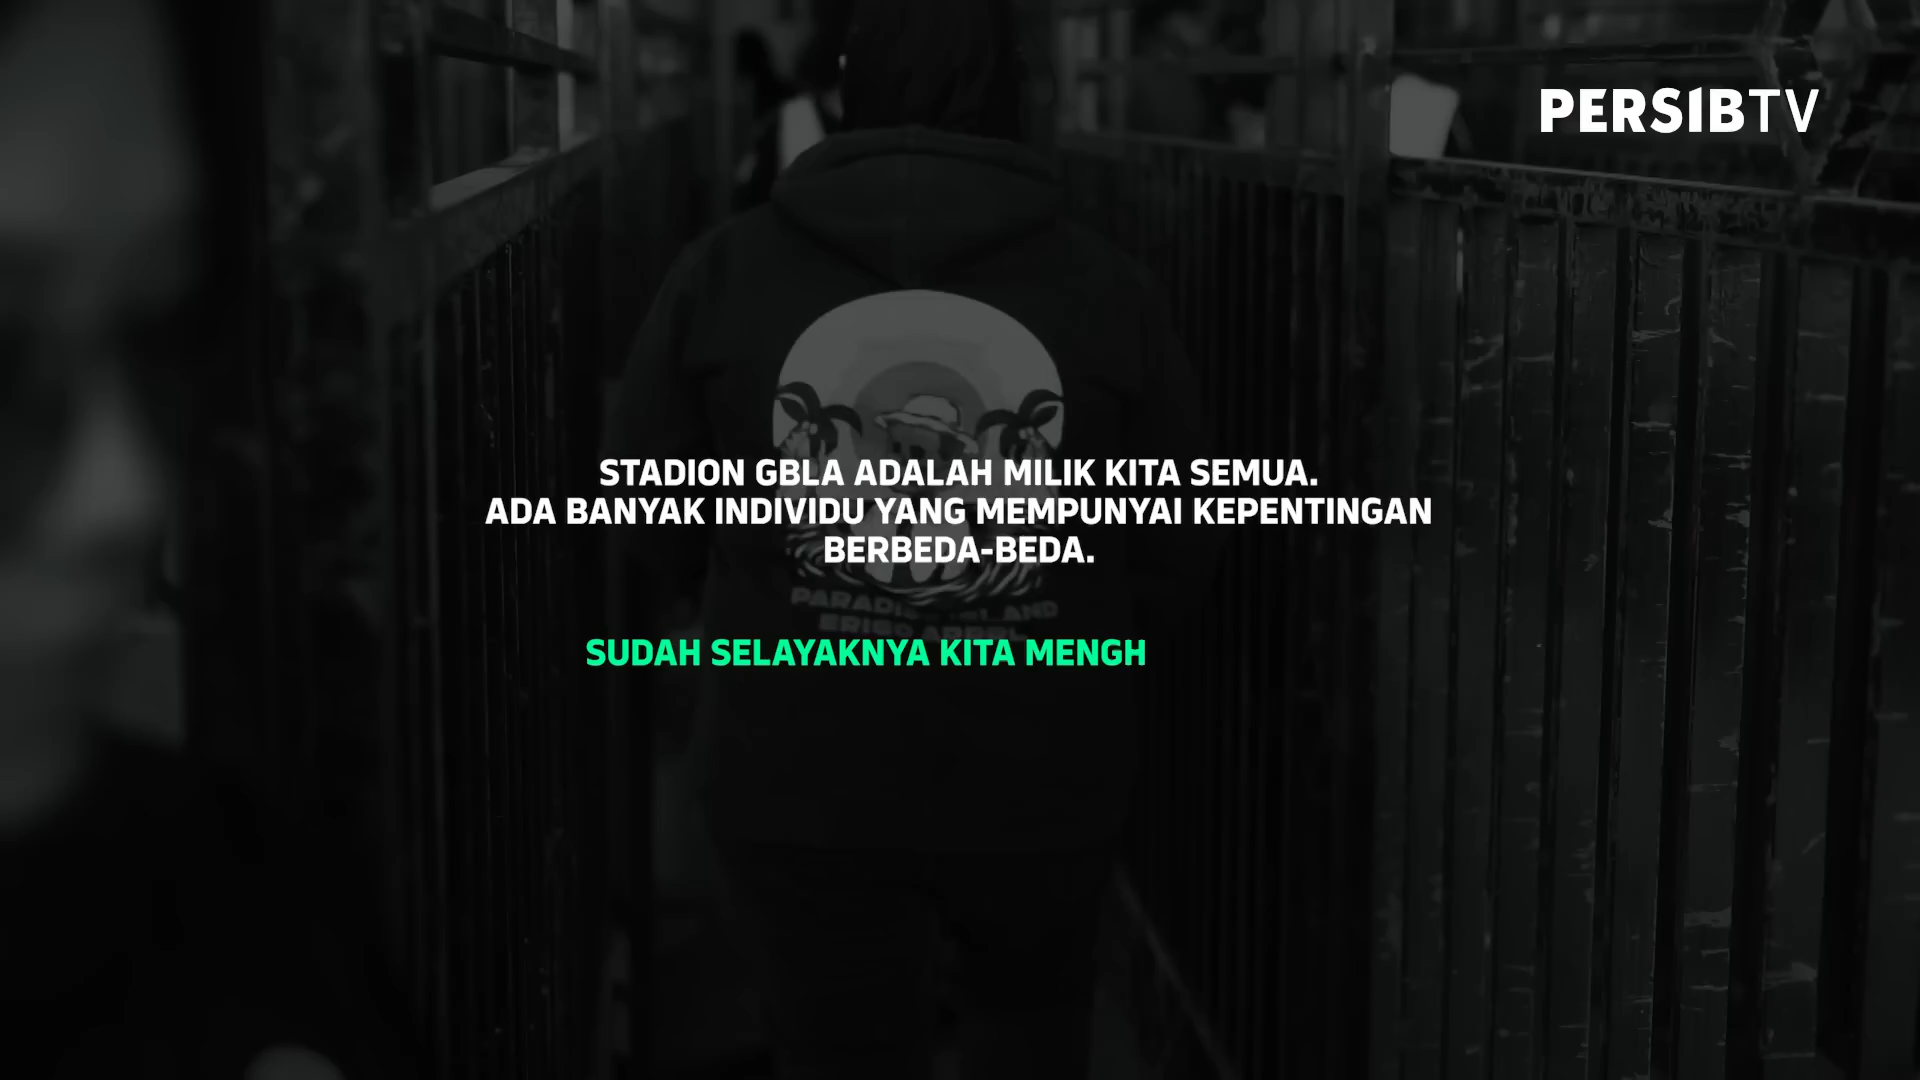 PERSIBTV
STADION GBLA ADALAH MILIK KITA SEMUA.
ADA BANYAK INDIVIDU YANG MEMPUNYAI KEPENTINGAN
BERBEDA-BEDA.
SUDAH SELAYAKNYA KITA MENGH